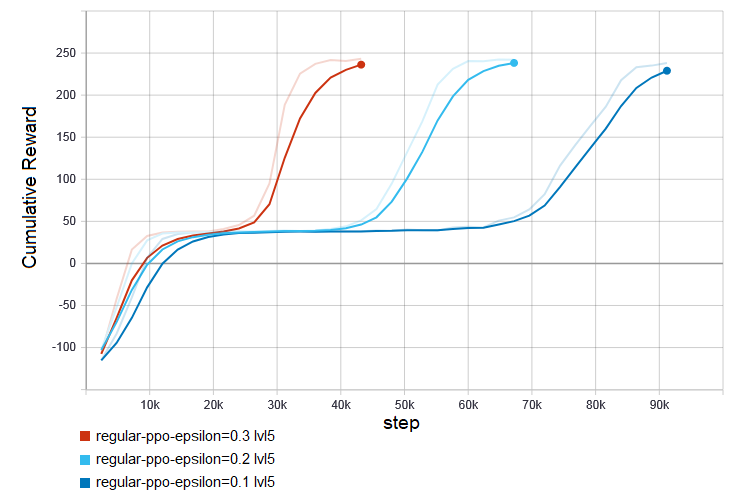 250
200
150
100
50
0
-50
-100
Cumulative Reward
10k 20k 30k 40k 50k 60k 70k 80k 90k
step
regular-ppo-epsilon=0.3 lvl5
regular-ppo-epsilon=0.2 lvl5
regular-ppo-epsilon=0.1 lvl5